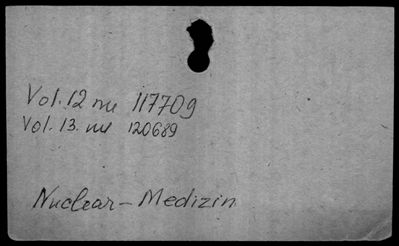 Vol. 12 nu 117709
Vol. 13. nu 120689
Nuclear-Medizin